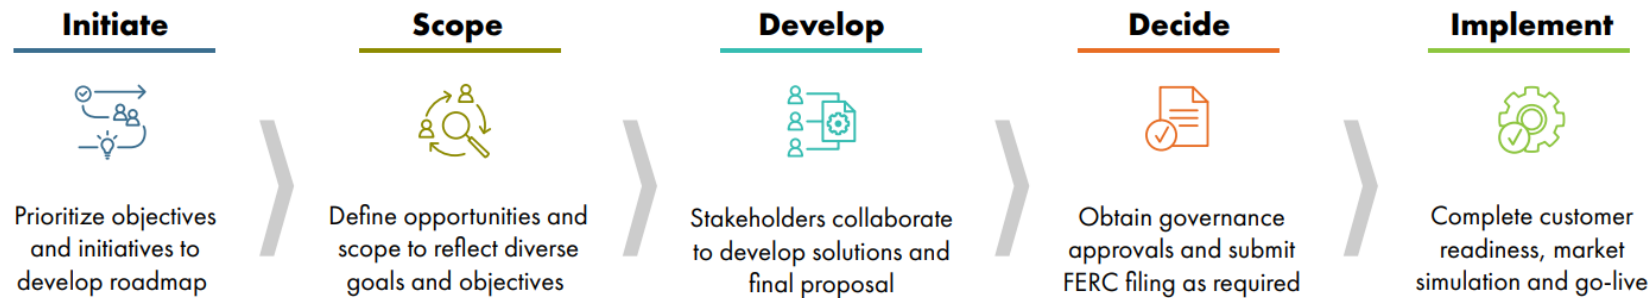 Initiate
Prioritize objectives
and initiatives to
develop roadmap
Scope
Define opportunities and
scope to reflect diverse
goals and objectives
Develop
Stakeholders collaborate
to develop solutions and
final proposal
Decide
Obtain governance
approvals and submit
FERC filing as required
Implement
Complete customer
readiness, market
simulation and go-live